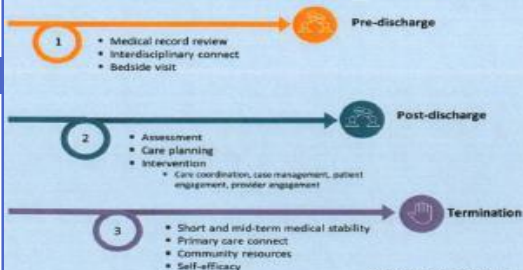 Pre-discharge
1
• Medical record review
• Interdisciplinary connect
• Bedside visit
Post-discharge
2
• Assessment
• Care planning
• Intervention
• Care coordination, case management, patient
engagement, provider engagement
Termination
3
• Short and mid-term medical stability
• Primary care connect
• Community resources
• Self-efficacy